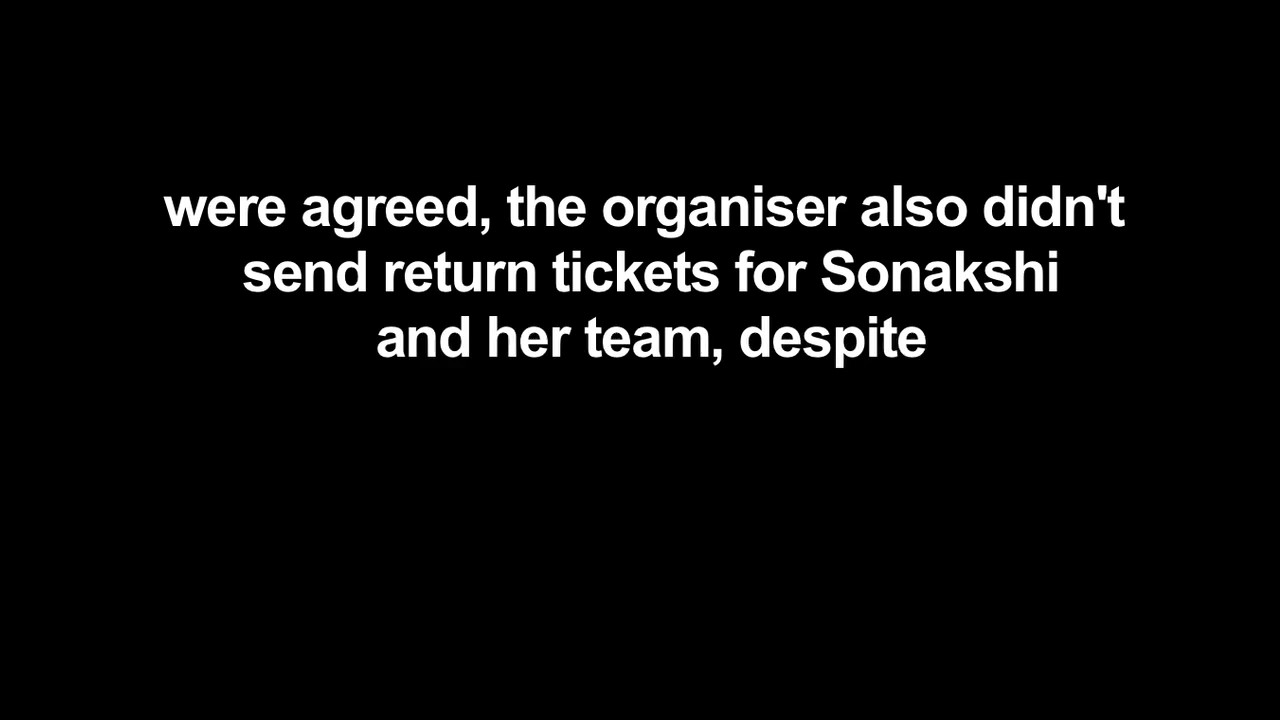 were agreed, the organiser also didn't
send return tickets for Sonakshi
and her team, despite